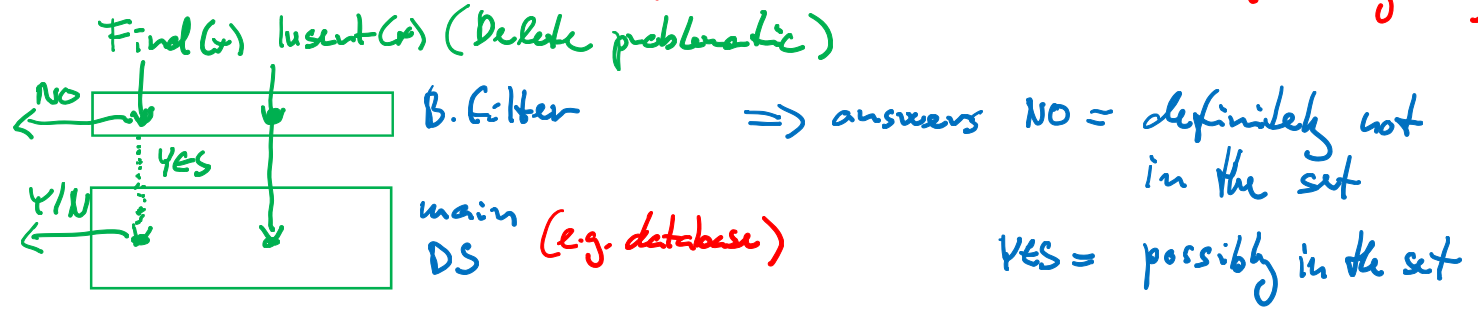 Find(x) Insert(x) (Delete problematic)
NO
B. Filter ⇒ answers NO = definitely not
in the set
YES
Y/N
main
DS (e.g. database)
YES = possibly in the set